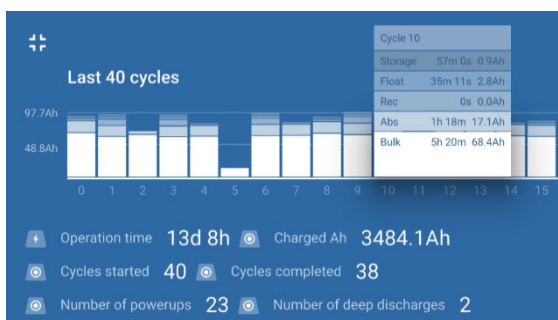 Cycle 10
Last 40 cycles
Storage 57m 0s 0.9Ah
Float 35m 11s 2.8Ah
Rec 0s 0.0Ah
Abs 1h 18m 17.1Ah
Bulk 5h 20m 68.4Ah
97.7Ah
48.8Ah
0 1 2 3 4 5 6 7 8 9 10 11 12 13 14 15
Operation time 13d 8h Charged Ah 3484.1Ah
Cycles started 40 Cycles completed 38
Number of powerups 23 Number of deep discharges 2